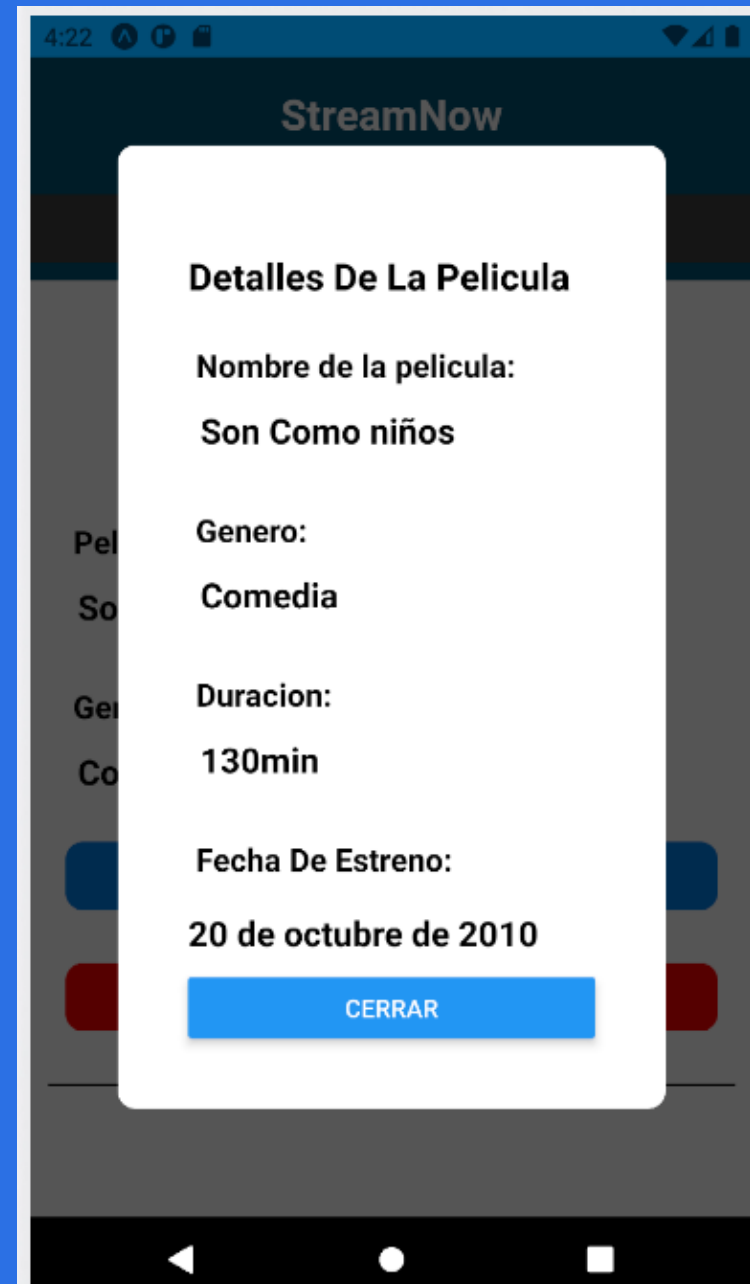 4:22
StreamNow
Detalles De La Pelicula
Nombre de la pelicula:
Son Como niños
Genero:
Comedia
Duracion:
130min
Fecha De Estreno:
20 de octubre de 2010
CERRAR